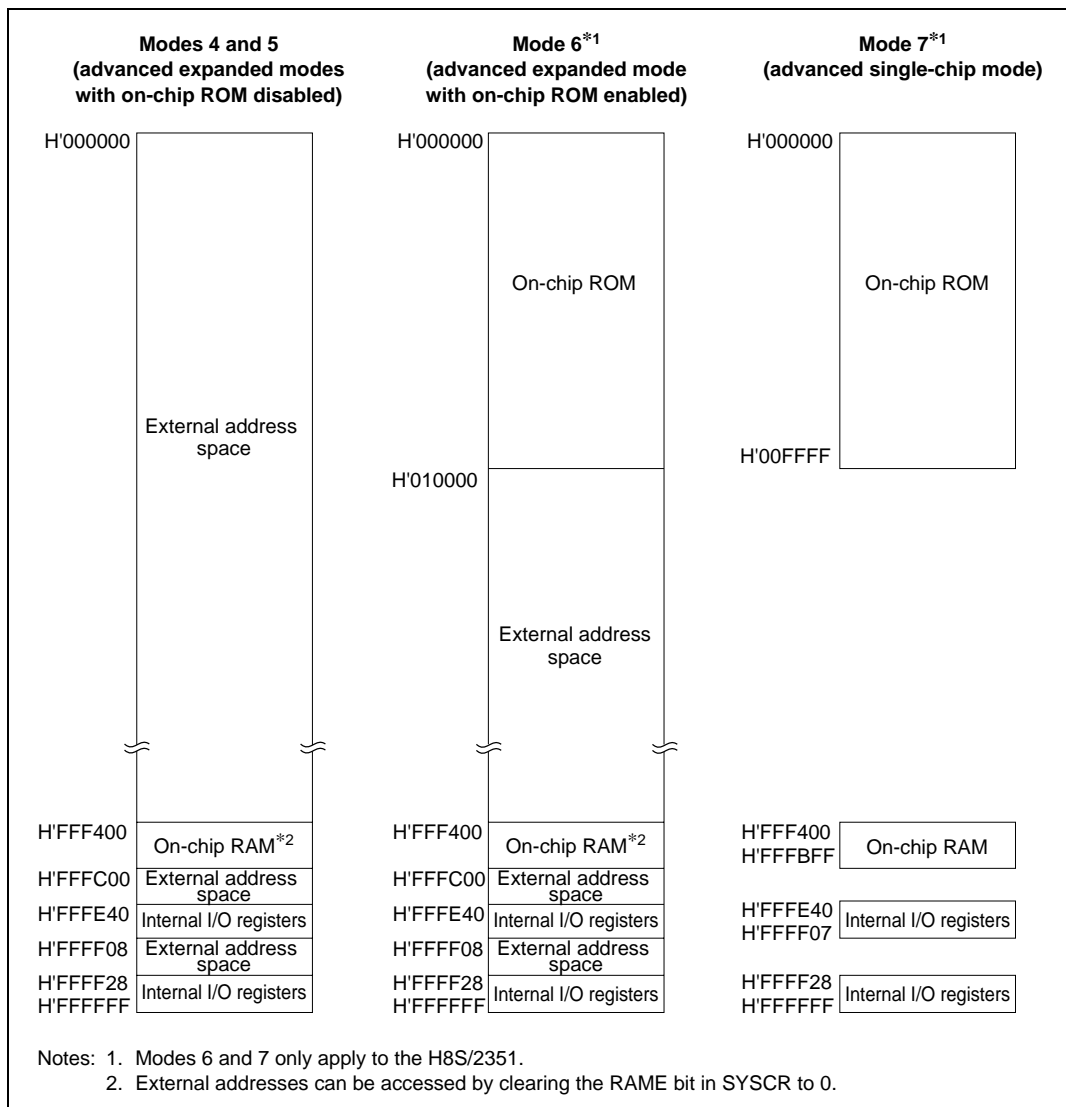 Modes 4 and 5
(advanced expanded modes
with on-chip ROM disabled)
H'000000
External address
space
H'FFF400
On-chip RAM*2
H'FFFC00
External address
space
H'FFFE40
Internal I/O registers
H'FFFF08
External address
space
H'FFFF28
Internal I/O registers
H'FFFFFF
Mode 6*1
(advanced expanded mode
with on-chip ROM enabled)
H'000000
On-chip ROM
H'010000
External address
space
H'FFF400
On-chip RAM*2
H'FFFC00
External address
space
H'FFFE40
Internal I/O registers
H'FFFF08
External address
space
H'FFFF28
Internal I/O registers
H'FFFFFF
Mode 7*1
(advanced single-chip mode)
H'000000
On-chip ROM
H'00FFFF
H'FFF400
On-chip RAM
H'FFFBFF
H'FFFE40
Internal I/O registers
H'FFFF07
H'FFFF28
Internal I/O registers
H'FFFFFF
Notes: 1. Modes 6 and 7 only apply to the H8S/2351.
2. External addresses can be accessed by clearing the RAME bit in SYSCR to 0.